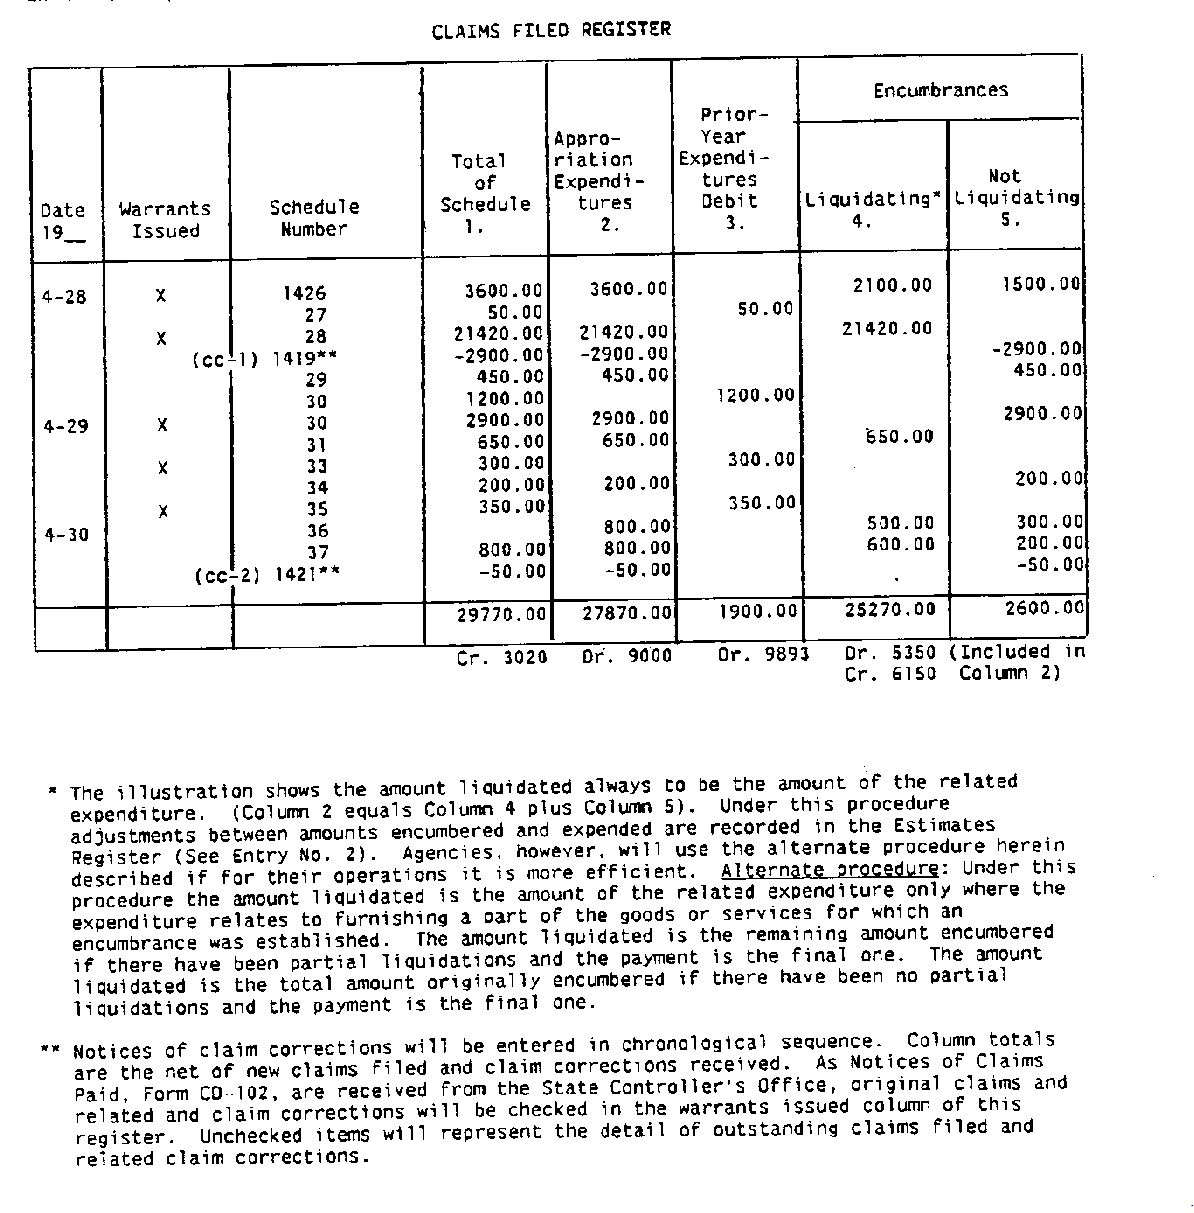 CLAIMS FILED REGISTER
Encumbrances
Prior-
Appro- Year
Total riation Expendi-
of Expendi- tures Not
Date Warrants Schedule Schedule tures Debit Liquidating* Liquidating
19__ Issued Number 1. 2. 3. 4. 5.
4-28 X 1426 3600.00 3600.00 2100.00 1500.00
27 50.00 50.00
X 28 21420.00 21420.00 21420.00
(cc-1) 1419** -2900.00 -2900.00 -2900.00
29 450.00 450.00 450.00
30 1200.00 1200.00
4-29 X 30 2900.00 2900.00 2900.00
31 650.00 650.00 650.00
X 33 300.00 300.00
34 200.00 200.00 200.00
X 35 350.00 350.00
4-30 36 800.00 500.00 300.00
37 800.00 800.00 600.00 200.00
(cc-2) 1421** -50.00 -50.00 -50.00
29770.00 27870.00 1900.00 25270.00 2600.00
Cr. 3020 Dr. 9000 Dr. 9893 Dr. 5350 (Included in
Cr. 6150 Column 2)
* The illustration shows the amount liquidated always to be the amount of the related
expenditure. (Column 2 equals Column 4 plus Column 5). Under this procedure
adjustments between amounts encumbered and expended are recorded in the Estimates
Register (See Entry No. 2). Agencies, however, will use the alternate procedure herein
described if for their operations it is more efficient. Alternate procedure: Under this
procedure the amount liquidated is the amount of the related expenditure only where the
expenditure relates to furnishing a part of the goods or services for which an
encumbrance was established. The amount liquidated is the remaining amount encumbered
if there have been partial liquidations and the payment is the final one. The amount
liquidated is the total amount originally encumbered if there have been no partial
liquidations and the payment is the final one.
** Notices of claim corrections will be entered in chronological sequence. Column totals
are the net of new claims filed and claim corrections received. As Notices of Claims
Paid, Form CD-102, are received from the State Controller's Office, original claims and
related and claim corrections will be checked in the warrants issued column of this
register. Unchecked items will represent the detail of outstanding claims filed and
related claim corrections.